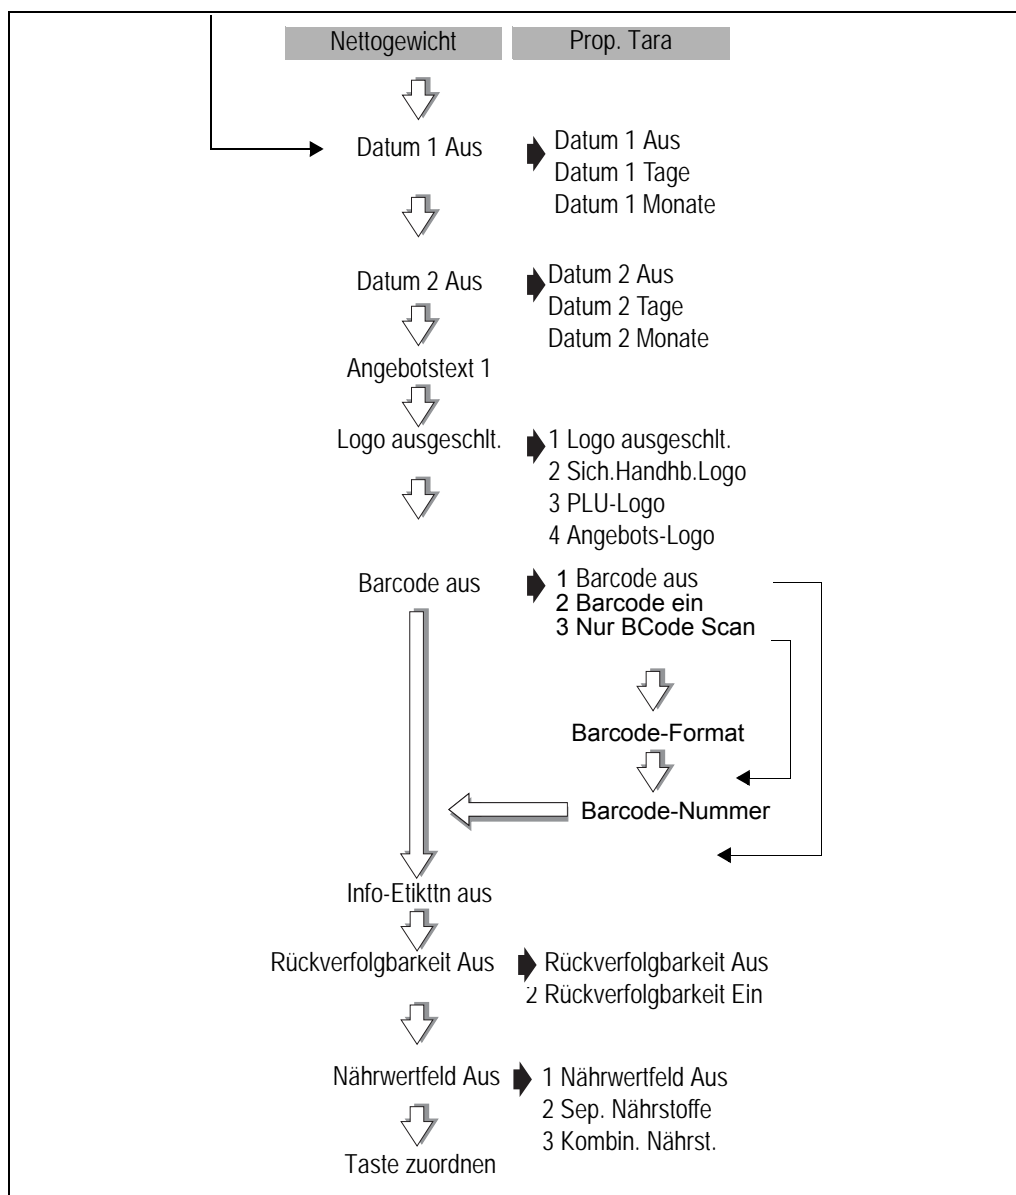 Nettogewicht
Prop. Tara
Datum 1 Aus
Datum 1 Aus
Datum 1 Tage
Datum 1 Monate
Datum 2 Aus
Datum 2 Aus
Datum 2 Tage
Datum 2 Monate
Angebotstext 1
Logo ausgeschlt.
1 Logo ausgeschlt.
2 Sich.Handhb.Logo
3 PLU-Logo
4 Angebots-Logo
Barcode aus
1 Barcode aus
2 Barcode ein
3 Nur BCode Scan
Barcode-Format
Barcode-Nummer
Info-Etikttn aus
Rückverfolgbarkeit Aus
Rückverfolgbarkeit Aus
2 Rückverfolgbarkeit Ein
Nährwertfeld Aus
1 Nährwertfeld Aus
2 Sep. Nährstoffe
3 Kombin. Nährst.
Taste zuordnen